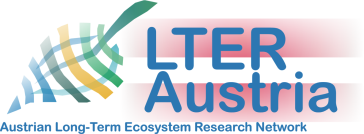 LTER
Austria
Austrian Long-Term Ecosystem Research Network